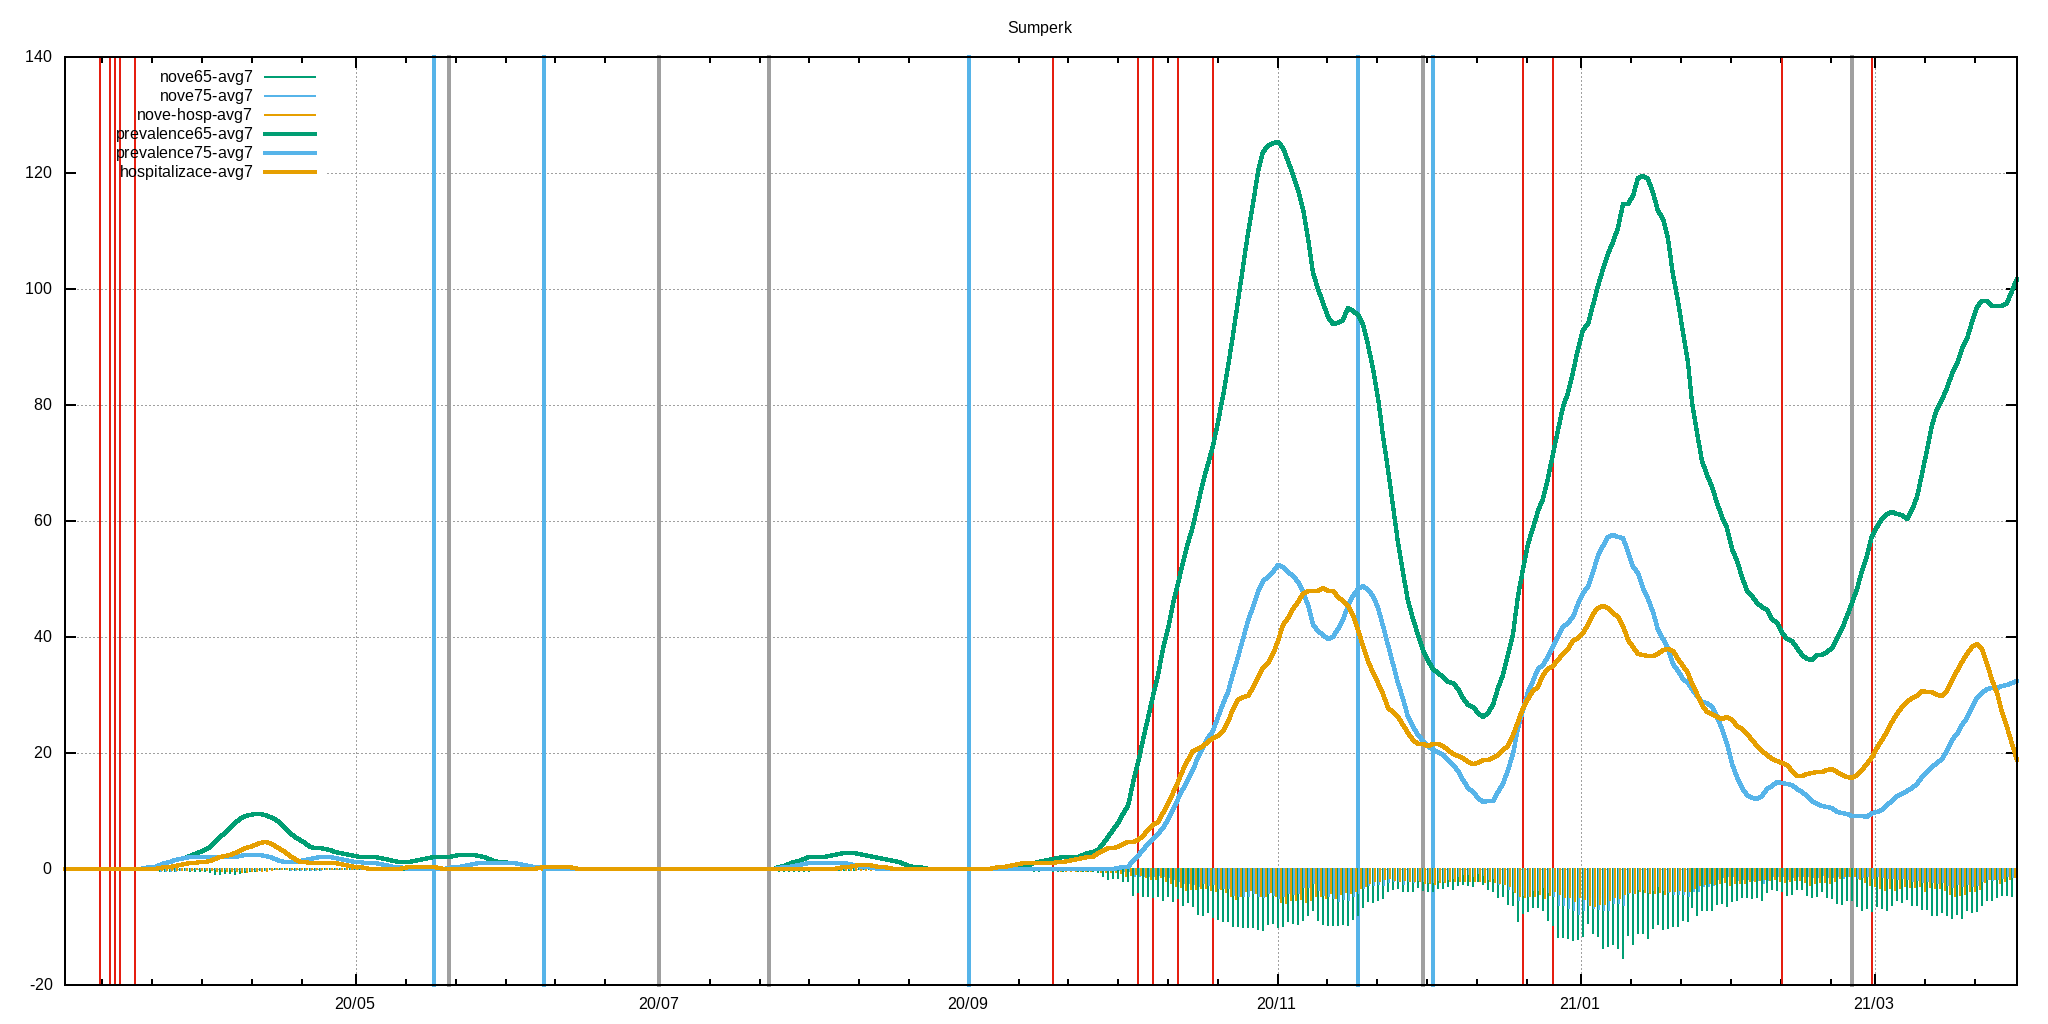 Sumperk
140
120
100
80
60
40
20
0
-20
nove65-avg7
nove75-avg7
nove-hosp-avg7
prevalence65-avg7
prevalence75-avg7
hospitalizace-avg7
20/05
20/07
20/09
20/11
21/01
21/03